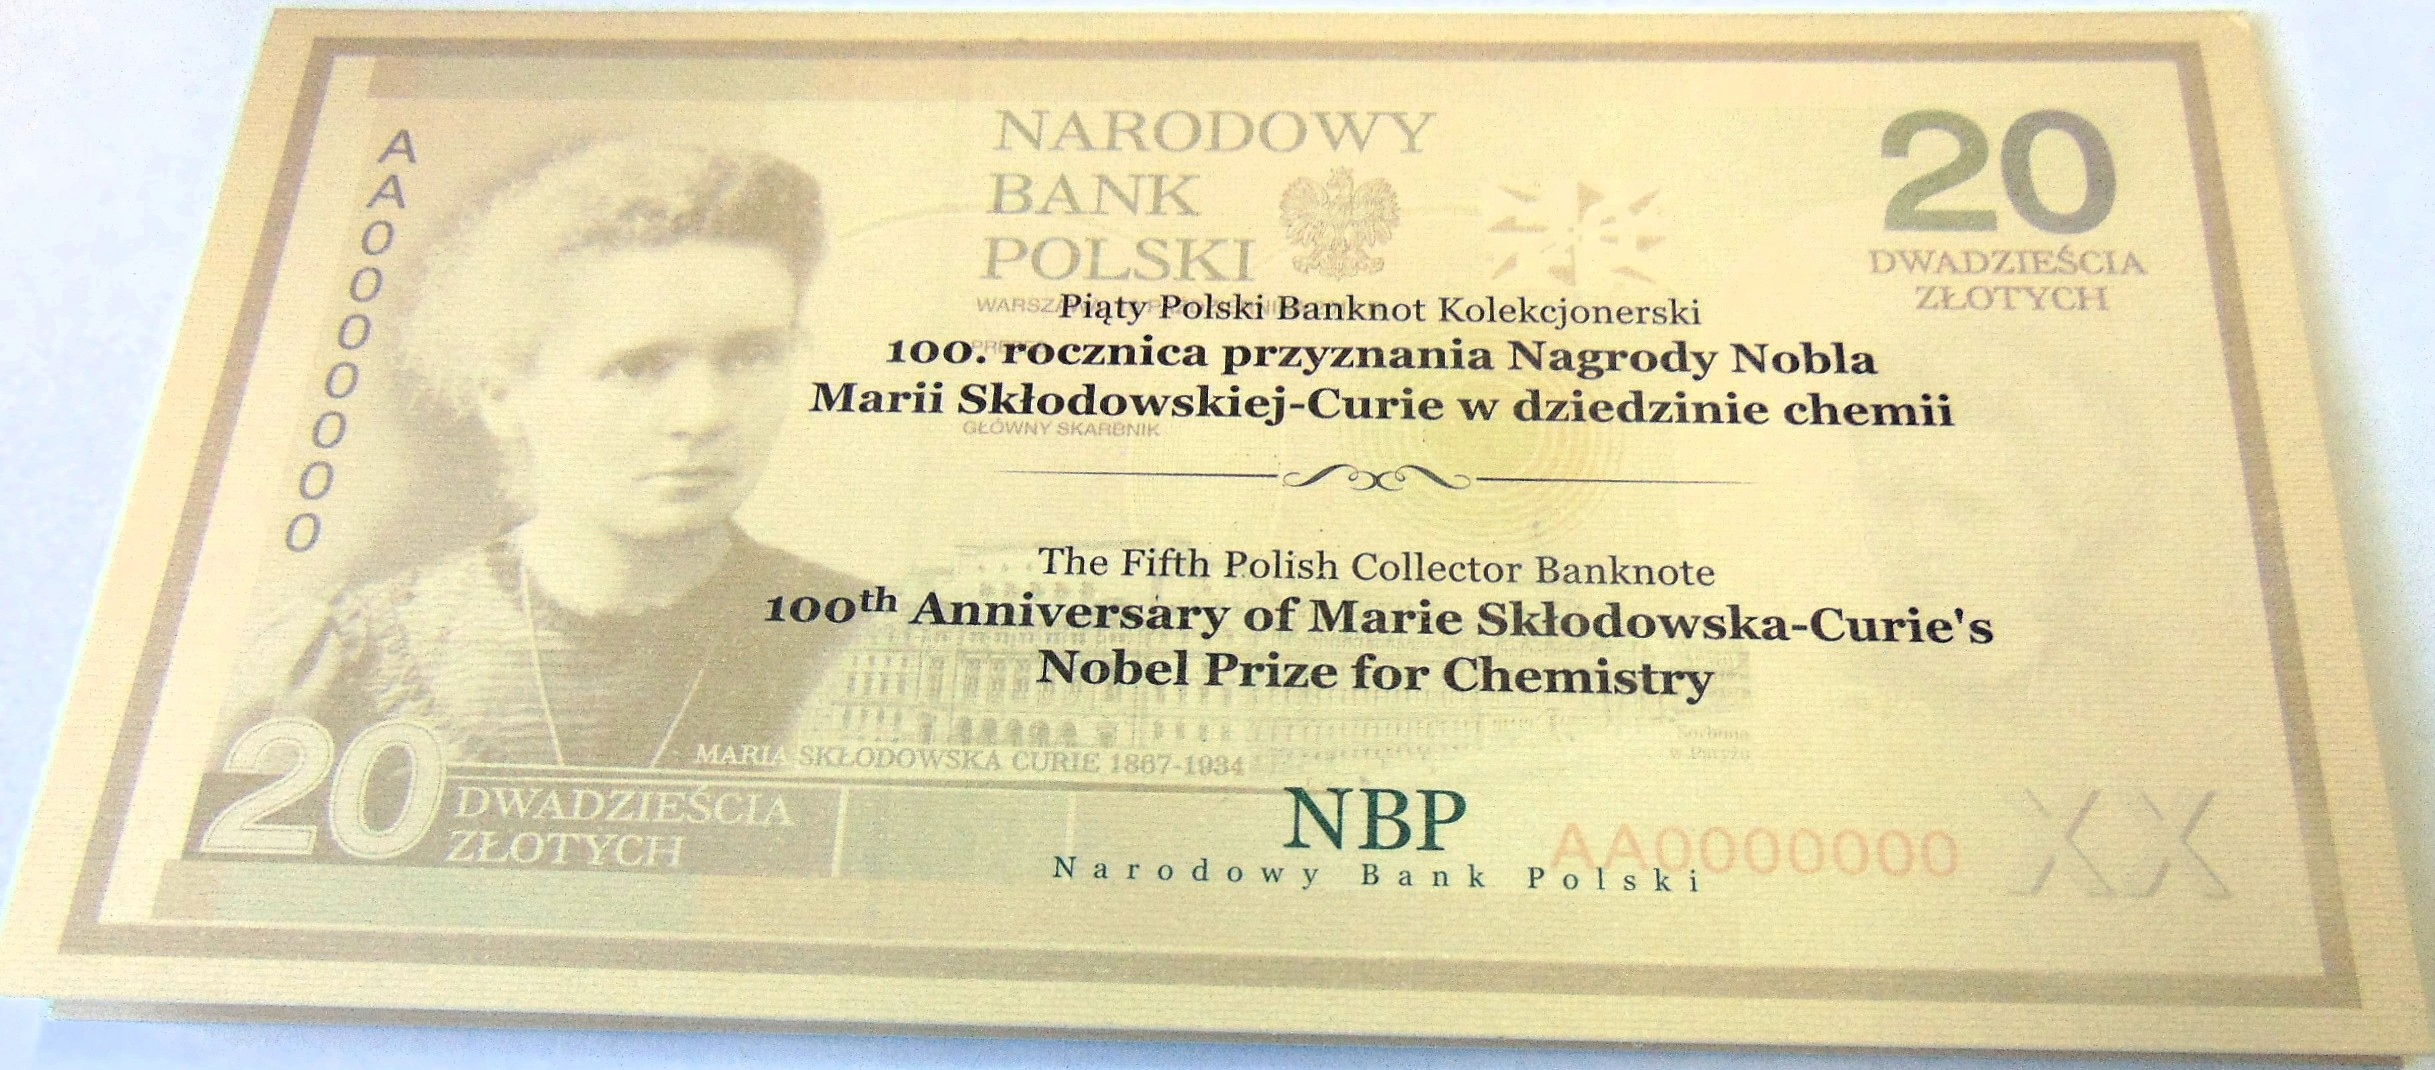 AA0000000
NARODOWY
BANK
POLSKI
20
DWADZIEŚCIA
ZŁOTYCH
Piąty Polski Banknot Kolekcjonerski
100. rocznica przyznania Nagrody Nobla
Marii Skłodowskiej-Curie w dziedzinie chemii
GŁÓWNY SKARBNIK
The Fifth Polish Collector Banknote
100th Anniversary of Marie Skłodowska-Curie's
Nobel Prize for Chemistry
Sorbona
w Paryżu
MARIA SKŁODOWSKA CURIE 1867-1934
20
DWADZIEŚCIA
ZŁOTYCH
NBP
Narodowy Bank Polski
AA0000000
XX